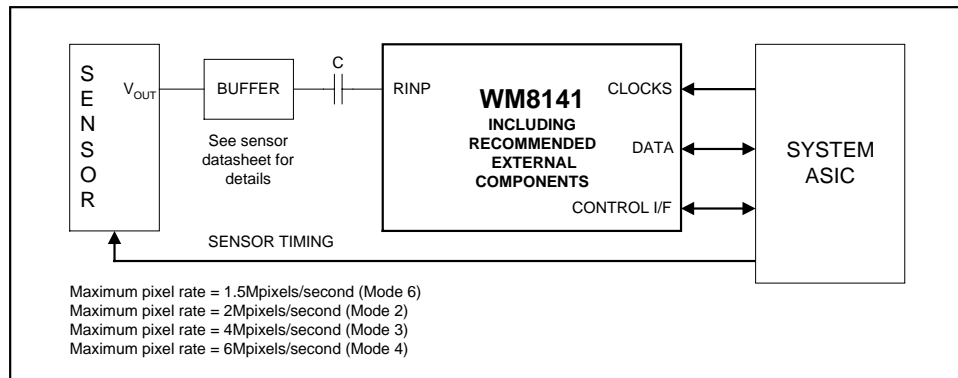 SENSOR
VOUT
BUFFER
See sensor
datasheet for
details
C
RINP
WM8141
INCLUDING
RECOMMENDED
EXTERNAL
COMPONENTS
CLOCKS
DATA
CONTROL I/F
SYSTEM
ASIC
SENSOR TIMING
Maximum pixel rate = 1.5Mpixels/second (Mode 6)
Maximum pixel rate = 2Mpixels/second (Mode 2)
Maximum pixel rate = 4Mpixels/second (Mode 3)
Maximum pixel rate = 6Mpixels/second (Mode 4)